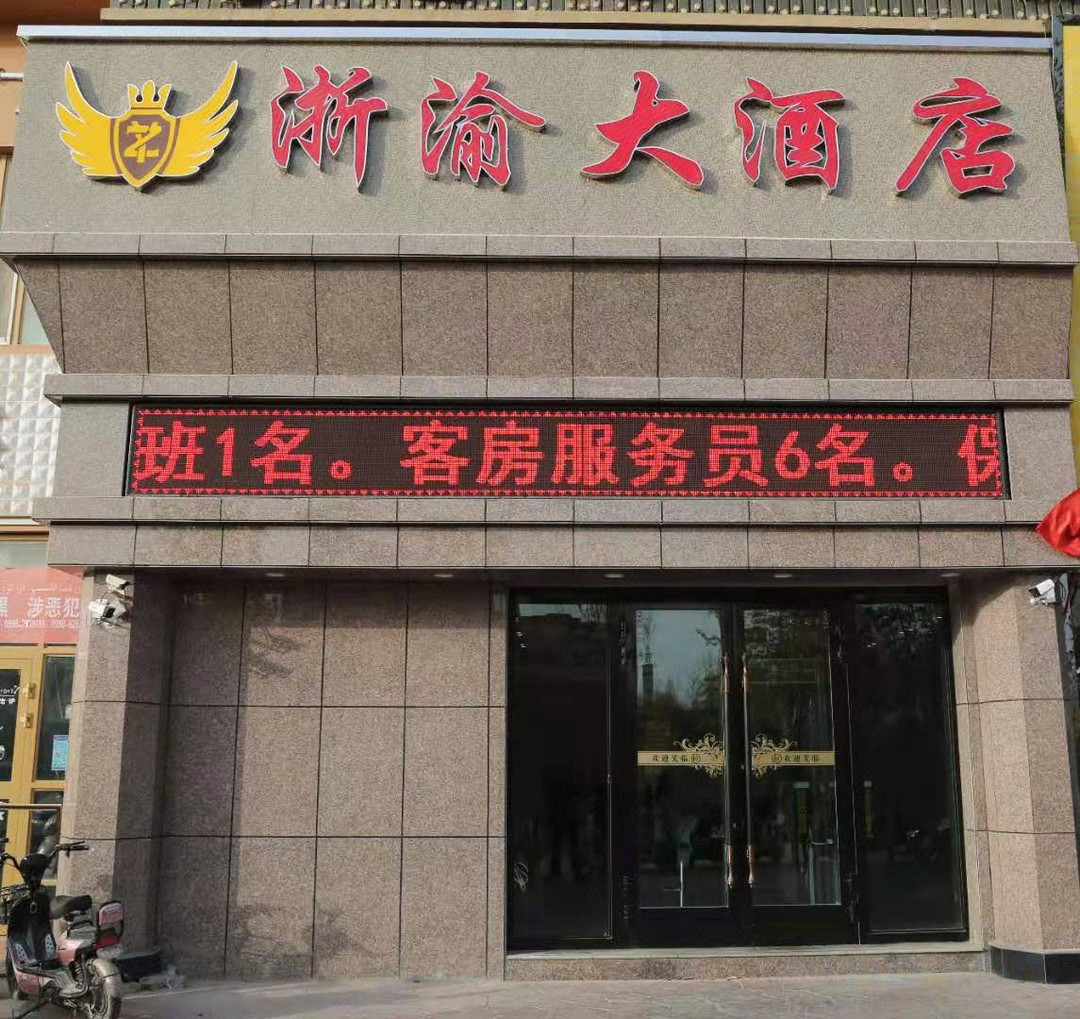 浙渝大酒店
班1名。客房服务员6名。保
涉恶犯
欢迎光临
欢迎光临